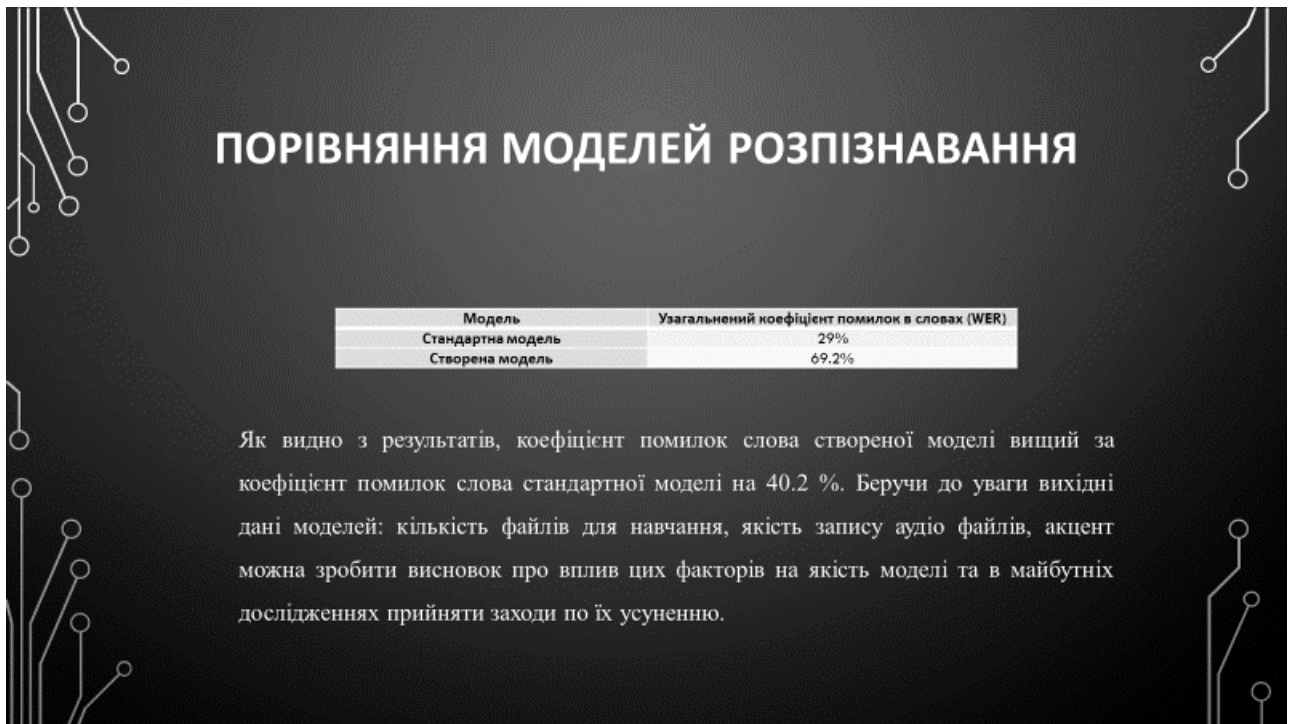 ПОРІВНЯННЯ МОДЕЛЕЙ РОЗПІЗНАВАННЯ
Модель Узагальнений коефіцієнт помилок в словах (WER)
Стандартна модель 29%
Створена модель 69.2%
Як видно з результатів, коефіцієнт помилок слова створеної моделі вищий за
коефіцієнт помилок слова стандартної моделі на 40.2 %. Беручи до уваги вихідні
дані моделей: кількість файлів для навчання, якість запису аудіо файлів, акцент
можна зробити висновок про вплив цих факторів на якість моделі та в майбутніх
дослідженнях прийняти заходи по їх усуненню.